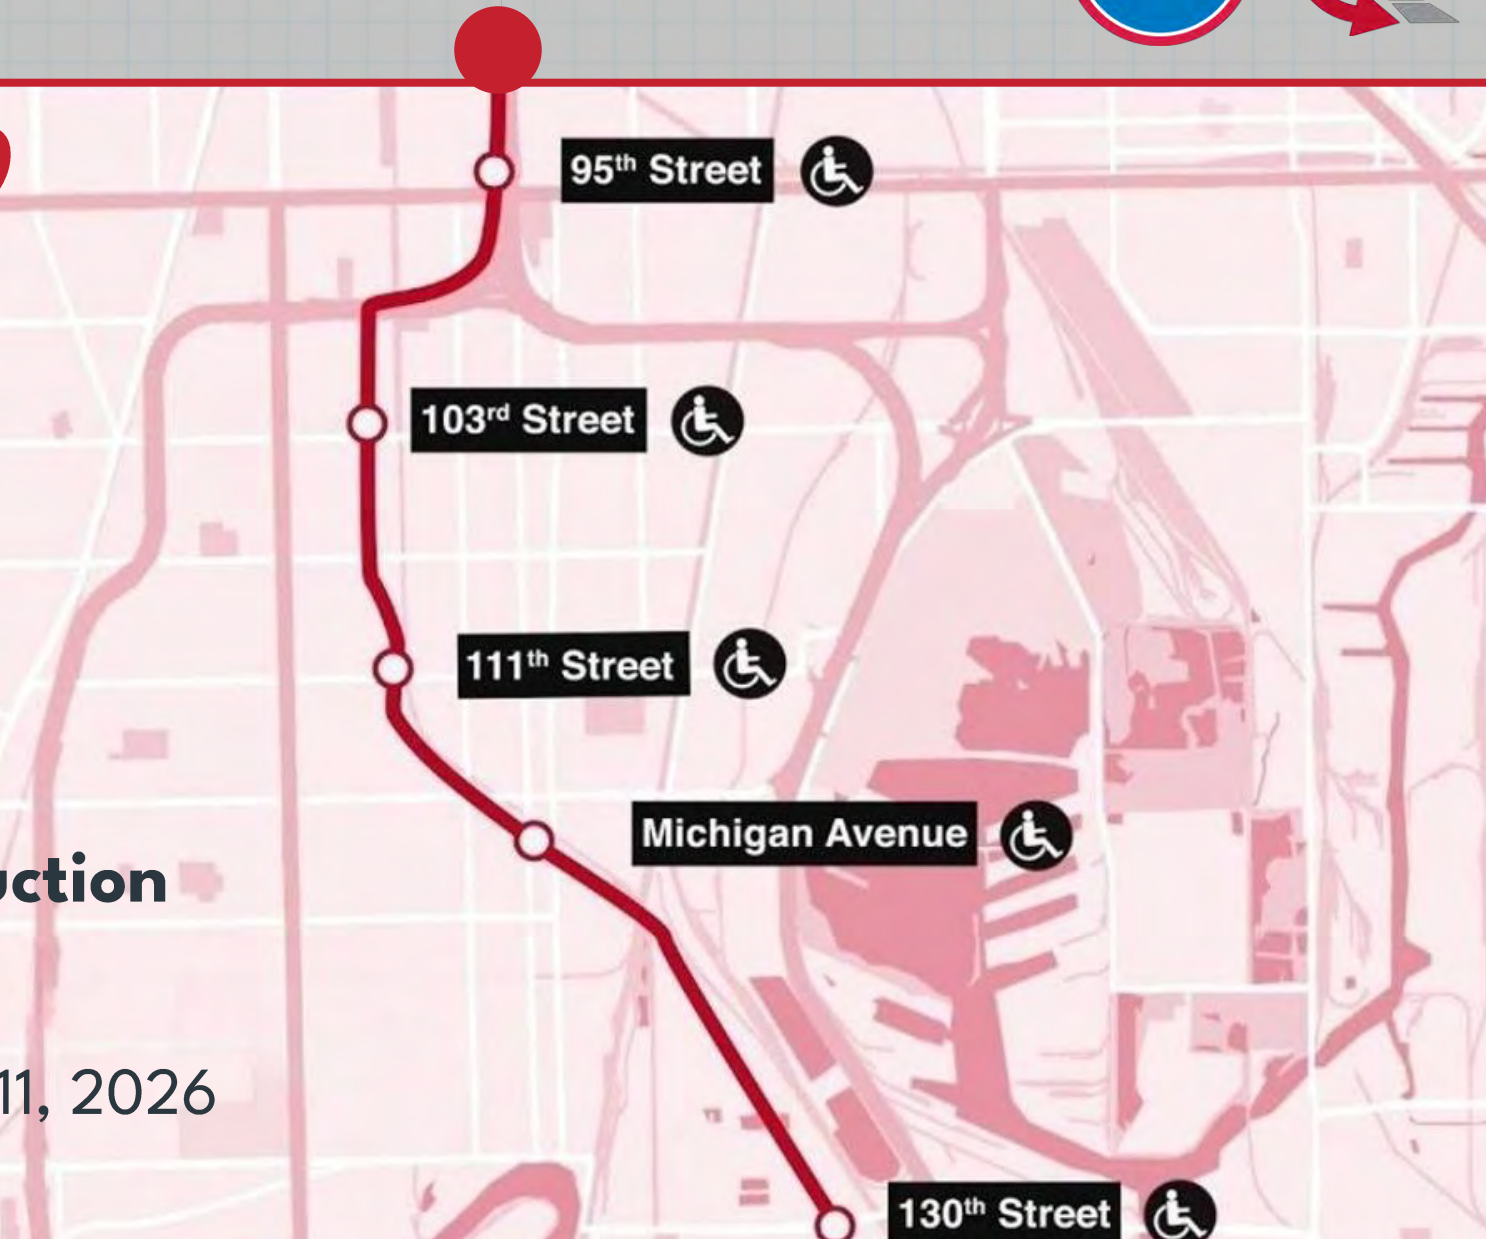 95th Street
103rd Street
111th Street
Michigan Avenue
uction
11, 2026
130th Street